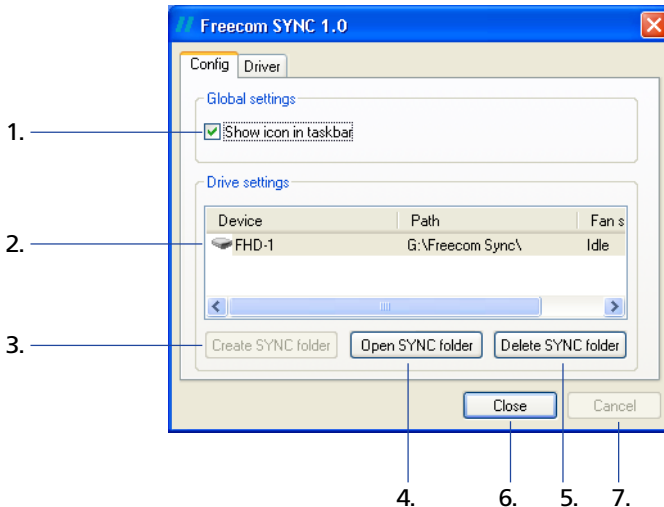 Freecom SYNC 1.0
Config Driver
Global settings
1. Show icon in taskbar
Drive settings
Device Path Fan s
2. FHD-1 G:\Freecom Sync\ Idle
3. Create SYNC folder Open SYNC folder Delete SYNC folder
Close Cancel
4. 6. 5. 7.